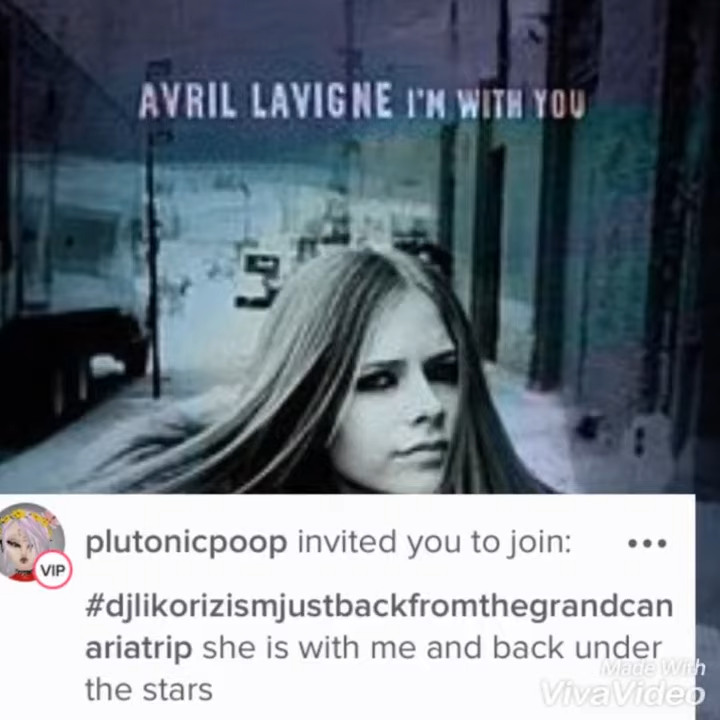 AVRIL LAVIGNE I'M WITH YOU
plutonicpoop invited you to join:
VIP
#djlikorizismjustbackfromthegrandcan
ariatrip she is with me and back under
the stars
Made With
VivaVideo